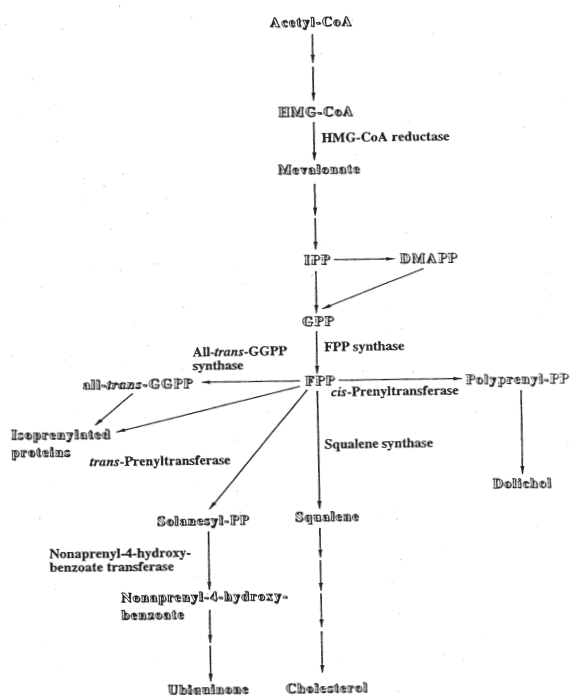 Acetyl-CoA
HMG-CoA
HMG-CoA reductase
Mevalonate
IPP
DMAPP
GPP
FPP synthase
All-trans-GGPP
synthase
all-trans-GGPP
FPP
cis-Prenyltransferase
Polyprenyl-PP
Isoprenylated
proteins
trans-Prenyltransferase
Squalene synthase
Dolichol
Solanesyl-PP
Squalene
Nonaprenyl-4-hydroxy-
benzoate transferase
Nonaprenyl-4-hydroxy-
benzoate
Ubiquinone
Cholesterol